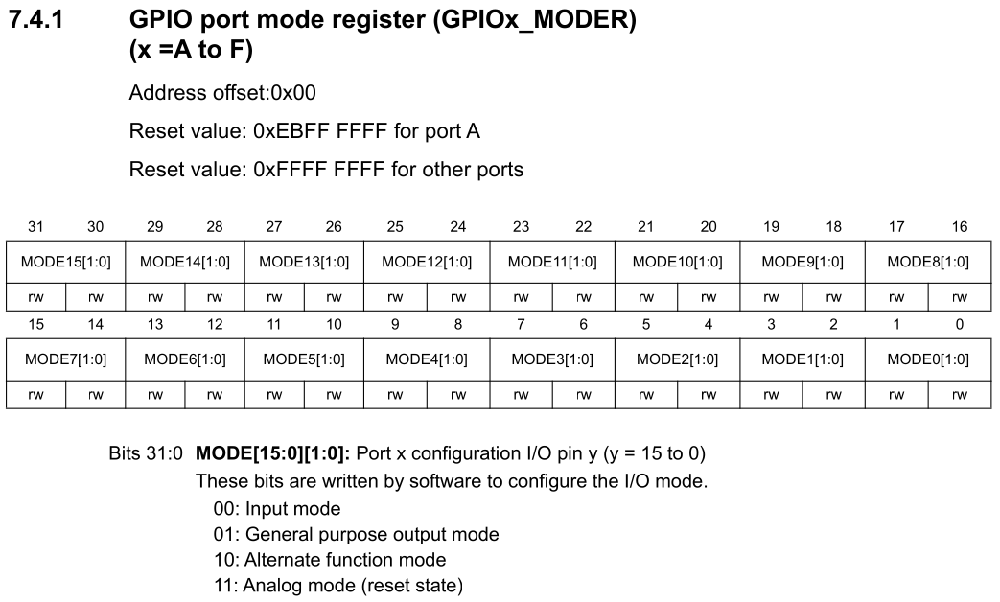 7.4.1 GPIO port mode register (GPIOx_MODER)
(x =A to F)
Address offset:0x00
Reset value: 0xEBFF FFFF for port A
Reset value: 0xFFFF FFFF for other ports
31 30 29 28 27 26 25 24 23 22 21 20 19 18 17 16
MODE15[1:0] MODE14[1:0] MODE13[1:0] MODE12[1:0] MODE11[1:0] MODE10[1:0] MODE9[1:0] MODE8[1:0]
rw rw rw rw rw rw rw rw rw rw rw rw rw rw rw rw
15 14 13 12 11 10 9 8 7 6 5 4 3 2 1 0
MODE7[1:0] MODE6[1:0] MODE5[1:0] MODE4[1:0] MODE3[1:0] MODE2[1:0] MODE1[1:0] MODE0[1:0]
rw rw rw rw rw rw rw rw rw rw rw rw rw rw rw rw
Bits 31:0 MODE[15:0][1:0]: Port x configuration I/O pin y (y = 15 to 0)
These bits are written by software to configure the I/O mode.
00: Input mode
01: General purpose output mode
10: Alternate function mode
11: Analog mode (reset state)